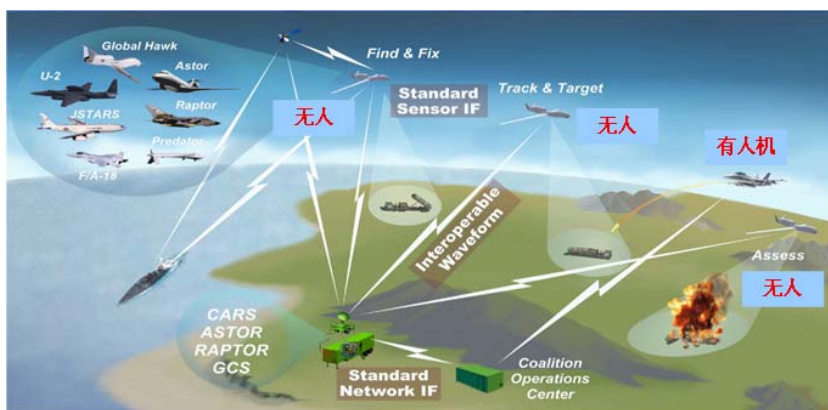 Global Hawk
U-2
Astor
JSTARS
Raptor
Predator
F/A-18
Find & Fix
Standard
Sensor IF
无人
Track & Target
无人
有人机
Interoperable
Waveform
Assess
无人
CARS
ASTOR
RAPTOR
GCS
Standard
Network IF
Coalition
Operations
Center